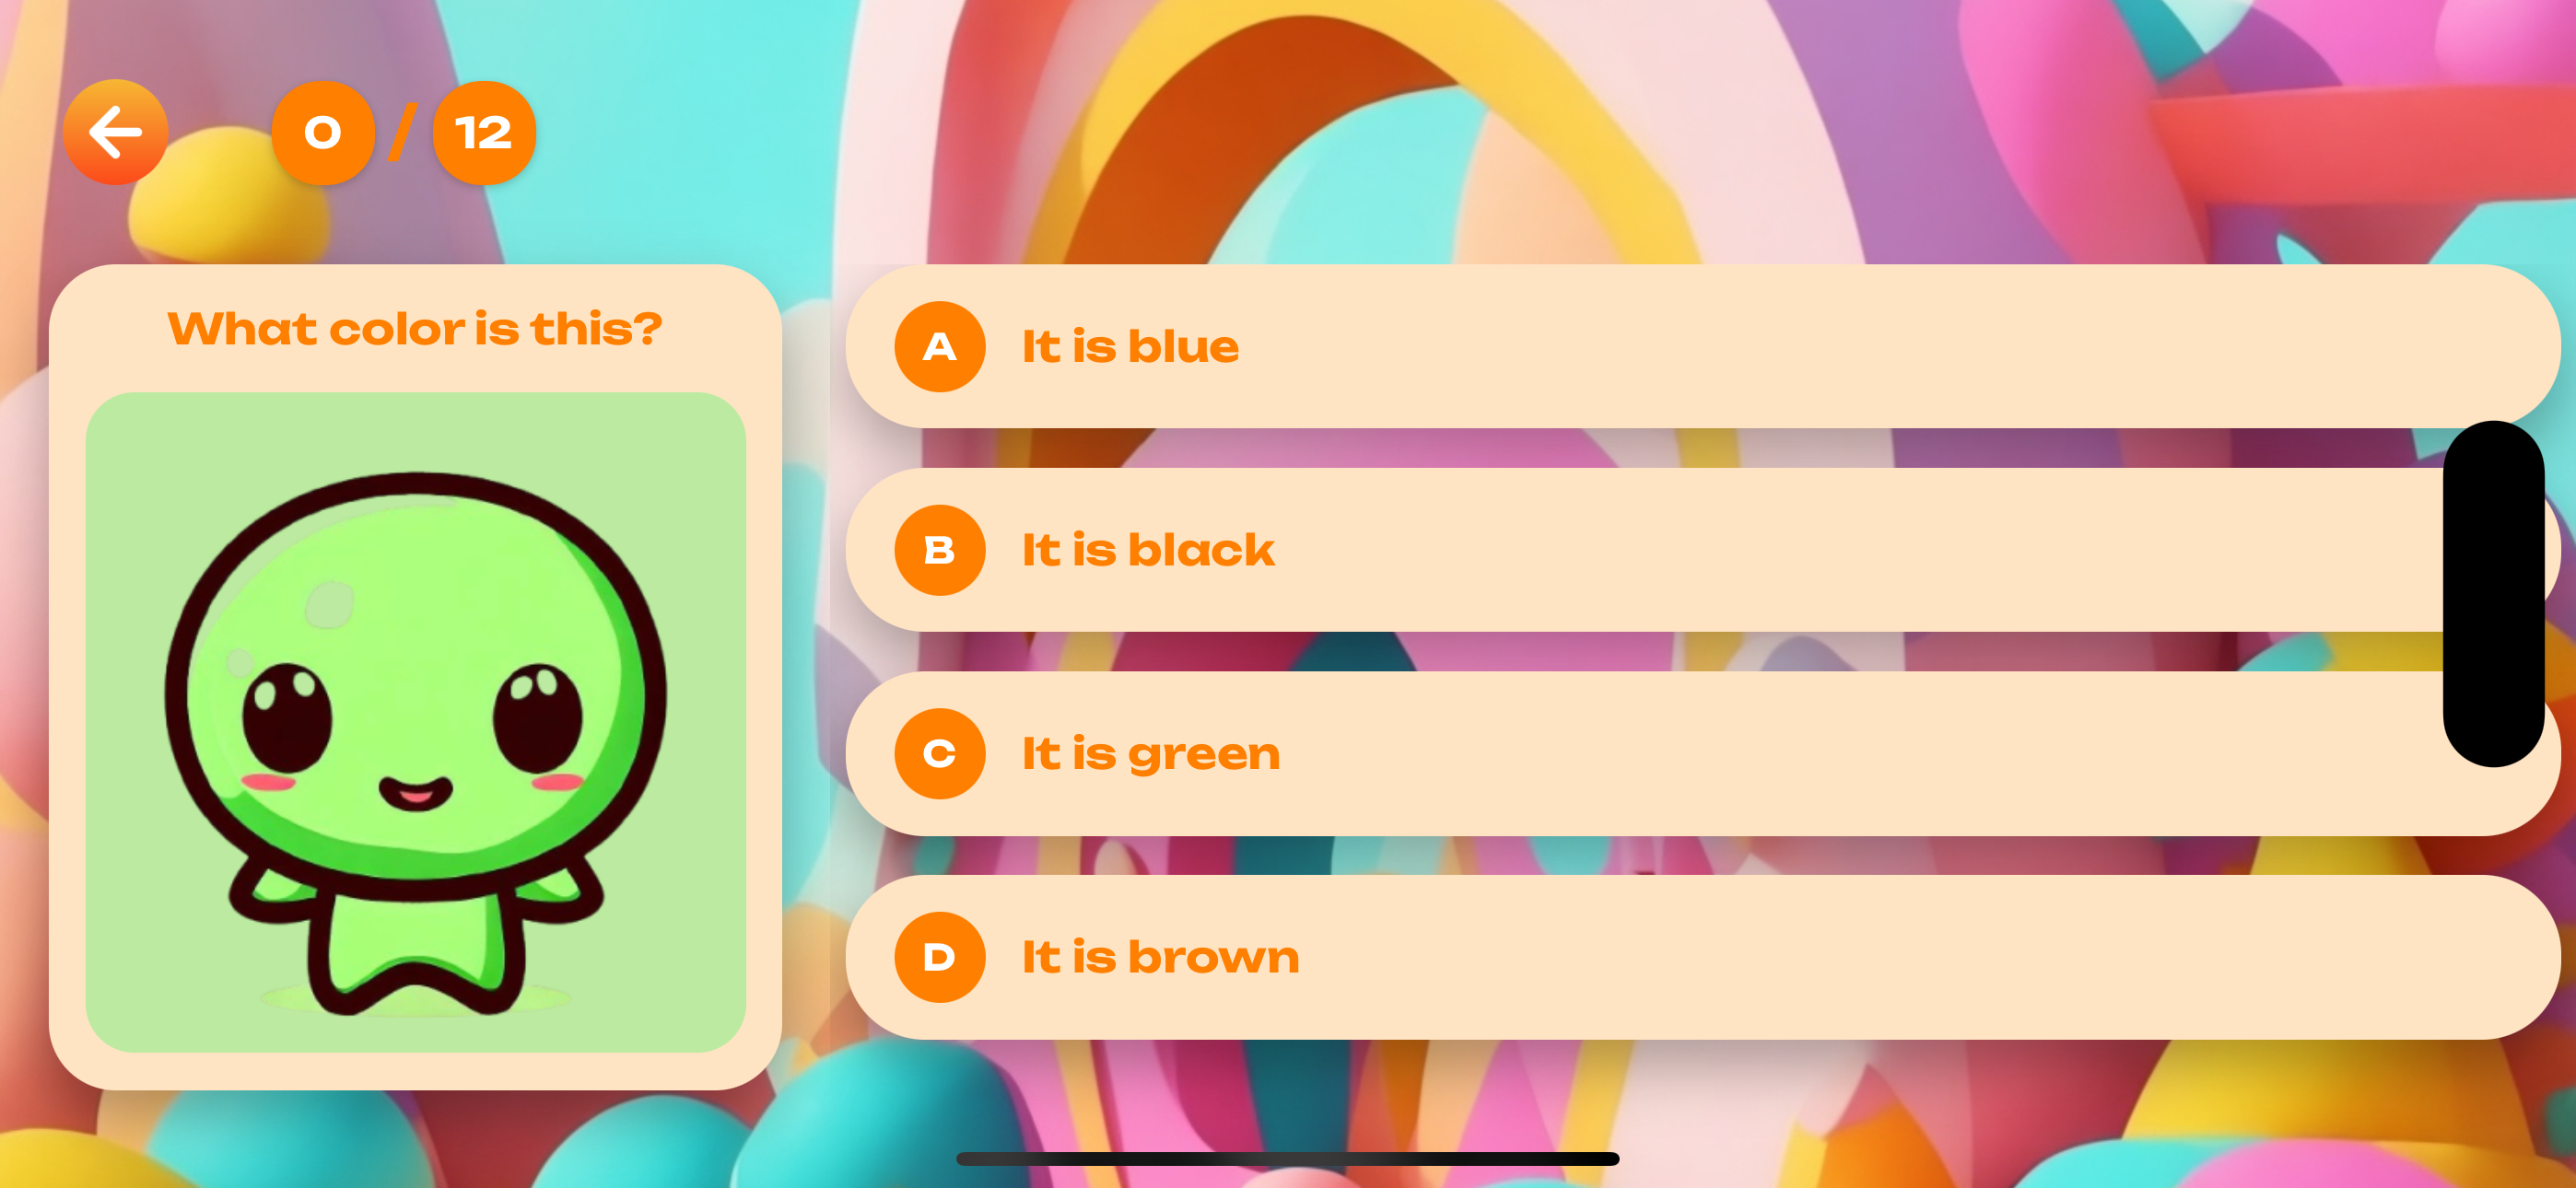 0 / 12
What color is this?
A It is blue
B It is black
C It is green
D It is brown